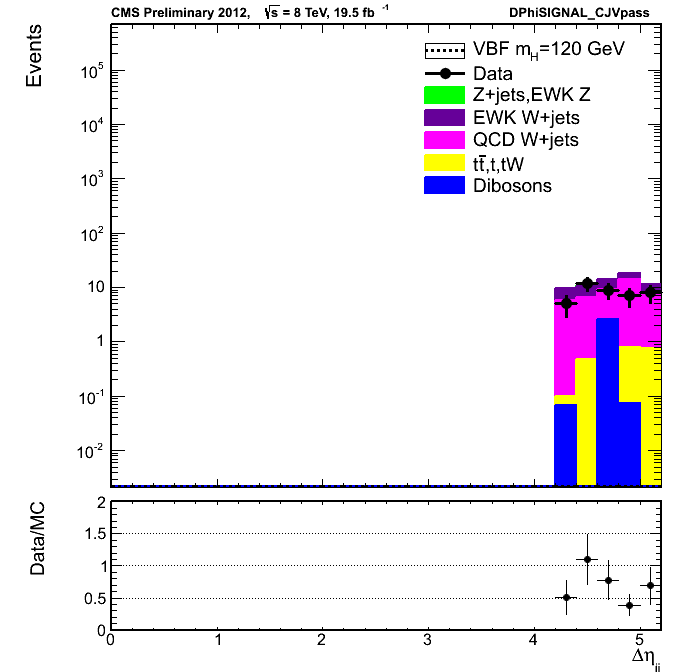 CMS Preliminary 2012, √s = 8 TeV, 19.5 fb⁻¹ DPhiSIGNAL_CJVpass
Events
VBF m_H=120 GeV
Data
Z+jets,EWK Z
EWK W+jets
QCD W+jets
tt̄,t,tW
Dibosons
10⁵
10⁴
10³
10²
10
1
10⁻¹
10⁻²
Data/MC
2
1.5
1
0.5
0
0 1 2 3 4 5
Δη_jj